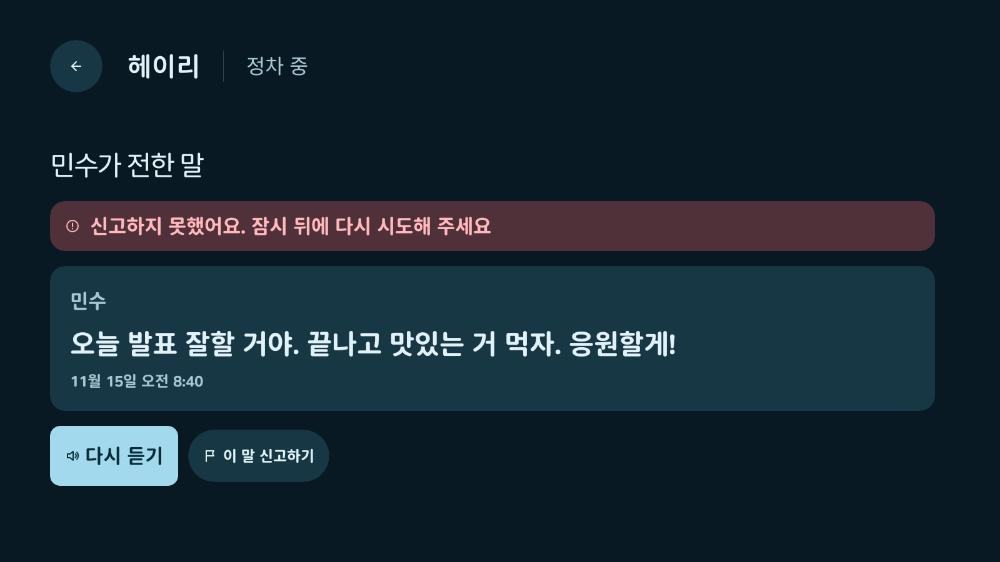 헤이리
정차 중
민수가 전한 말
신고하지 못했어요. 잠시 뒤에 다시 시도해 주세요
민수
오늘 발표 잘할 거야. 끝나고 맛있는 거 먹자. 응원할게!
11월 15일 오전 8:40
다시 듣기
이 말 신고하기